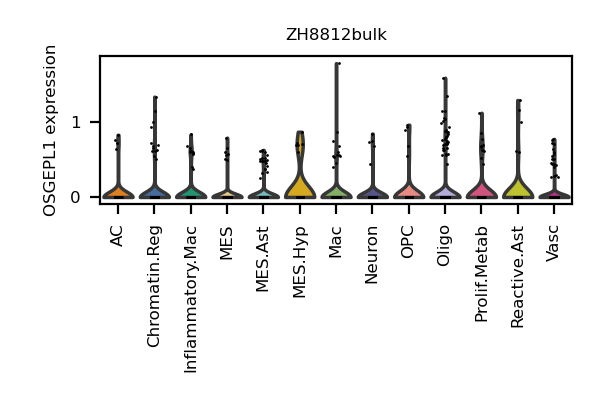 ZH8812bulk
OSGEPL1 expression
1
0
AC
Chromatin.Reg
Inflammatory.Mac
MES
MES.Ast
MES.Hyp
Mac
Neuron
OPC
Oligo
Prolif.Metab
Reactive.Ast
Vasc